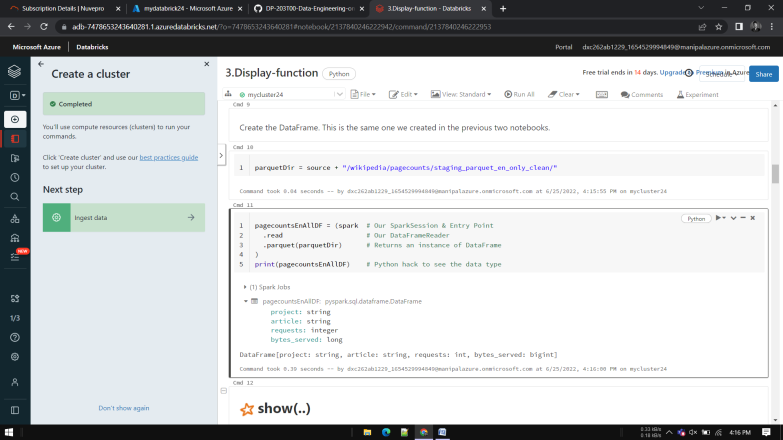 Subscription Details | Nuvepro
mydatabrick24 - Microsoft Azure
DP-203T00-Data-Engineering-on
3.Display-function - Databricks
adb-7478653243640281.1.azuredatabricks.net/?o=7478653243640281#notebook/2137840246222942/command/2137840246222953
Microsoft Azure | Databricks
Portal dxc262ab1229_1654529994849@manipalazure.onmicrosoft.com
Create a cluster
Completed
You'll use compute resources (clusters) to run your
commands.
Click 'Create cluster' and use our best practices guide
to set up your cluster.
Next step
Ingest data
Don't show again
D
NEW
1/3
3.Display-function Python
Free trial ends in 14 days. Upgrade to Premium in Azure
Schedule
Share
mycluster24 File Edit View: Standard Run All Clear Comments Experiment
Cmd 9
Create the DataFrame. This is the same one we created in the previous two notebooks.
Cmd 10
1 parquetDir = source + "/wikipedia/pagecounts/staging_parquet_en_only_clean/"
Command took 0.04 seconds -- by dxc262ab1229_1654529994849@manipalazure.onmicrosoft.com at 6/25/2022, 4:15:55 PM on mycluster24
Cmd 11
Python
1 pagecountsEnAllDF = (spark # Our SparkSession & Entry Point
2 .read # Our DataFrameReader
3 .parquet(parquetDir) # Returns an instance of DataFrame
4 )
5 print(pagecountsEnAllDF) # Python hack to see the data type
(1) Spark Jobs
pagecountsEnAllDF: pyspark.sql.dataframe.DataFrame
project: string
article: string
requests: integer
bytes_served: long
DataFrame[project: string, article: string, requests: int, bytes_served: bigint]
Command took 0.39 seconds -- by dxc262ab1229_1654529994849@manipalazure.onmicrosoft.com at 6/25/2022, 4:16:00 PM on mycluster24
Cmd 12
show(..)
0.33 kB/s
0.18 kB/s
4:16 PM